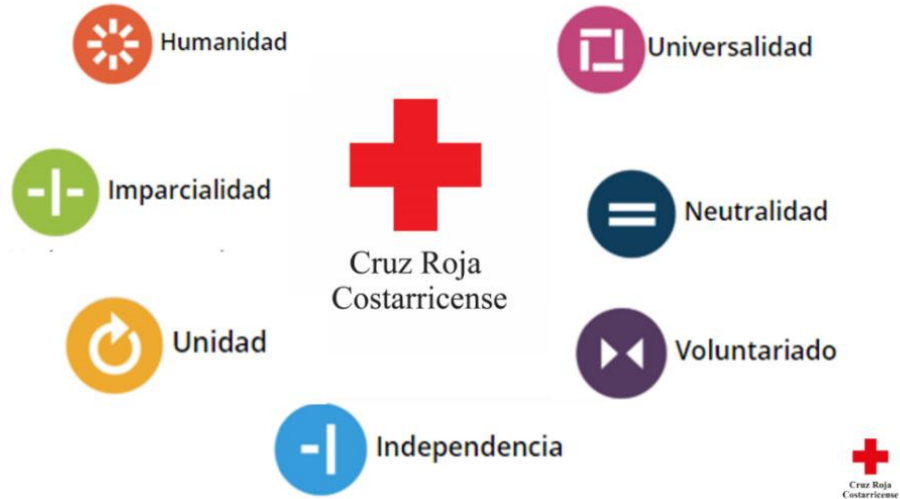 Humanidad
Universalidad
Imparcialidad
Neutralidad
Cruz Roja
Costarricense
Unidad
Voluntariado
Independencia
Cruz Roja
Costarricense